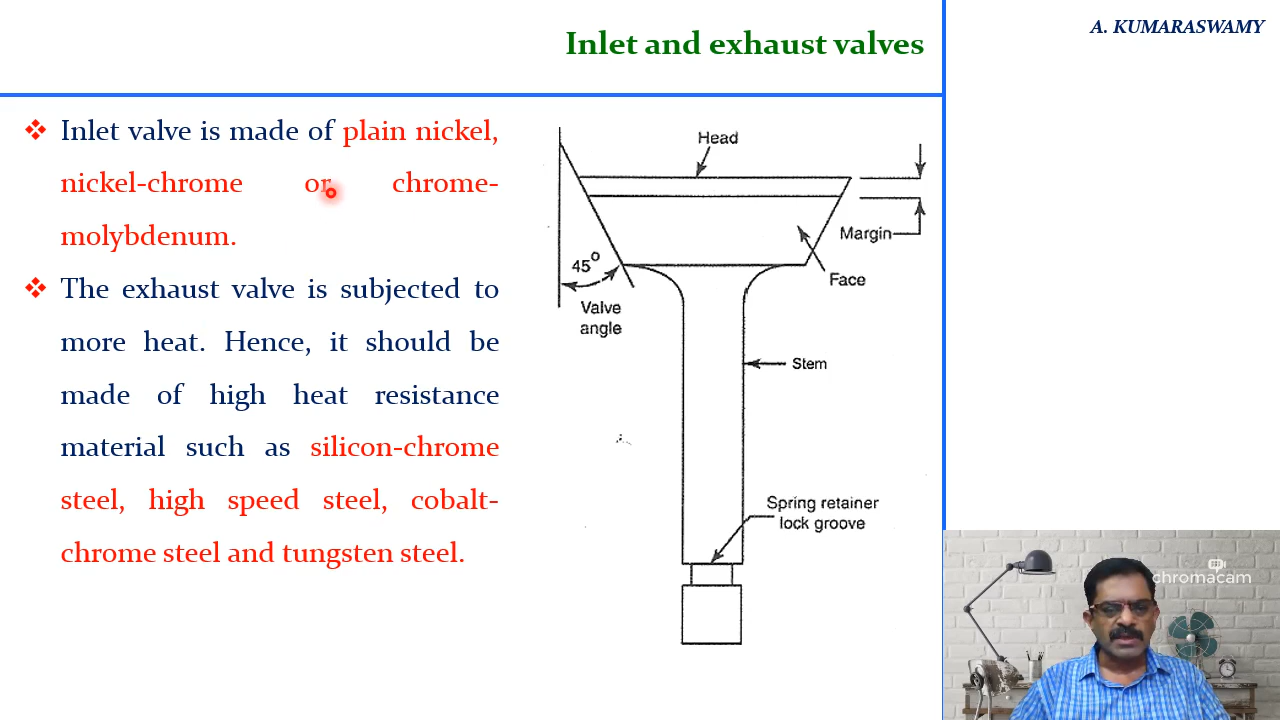 Inlet and exhaust valves
A. KUMARASWAMY
❖ Inlet valve is made of plain nickel,
nickel-chrome or chrome-
molybdenum.
❖ The exhaust valve is subjected to
more heat. Hence, it should be
made of high heat resistance
material such as silicon-chrome
steel, high speed steel, cobalt-
chrome steel and tungsten steel.
Head
Margin
45°
Face
Valve
angle
Stem
Spring retainer
lock groove
chromacam